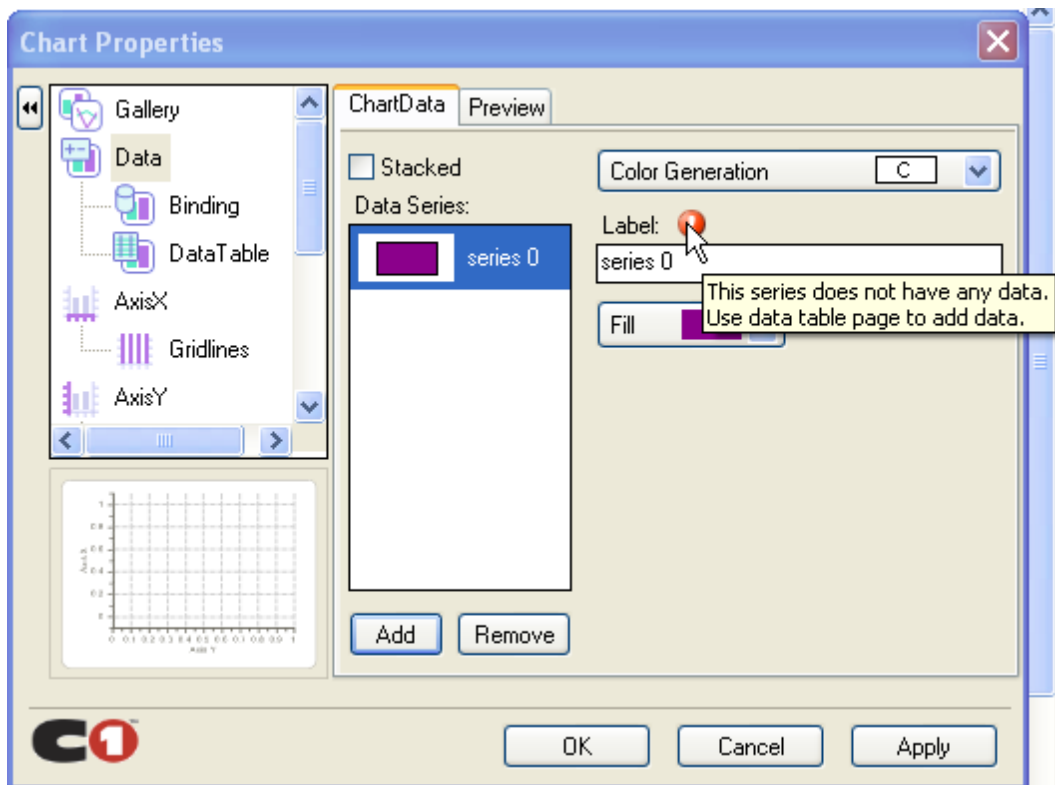 Chart Properties
Gallery
Data
Binding
DataTable
AxisX
Gridlines
AxisY
ChartData
Preview
Stacked
Color Generation
C
Data Series:
Label:
series 0
series 0
This series does not have any data.
Use data table page to add data.
Fill
Add
Remove
C1
OK
Cancel
Apply